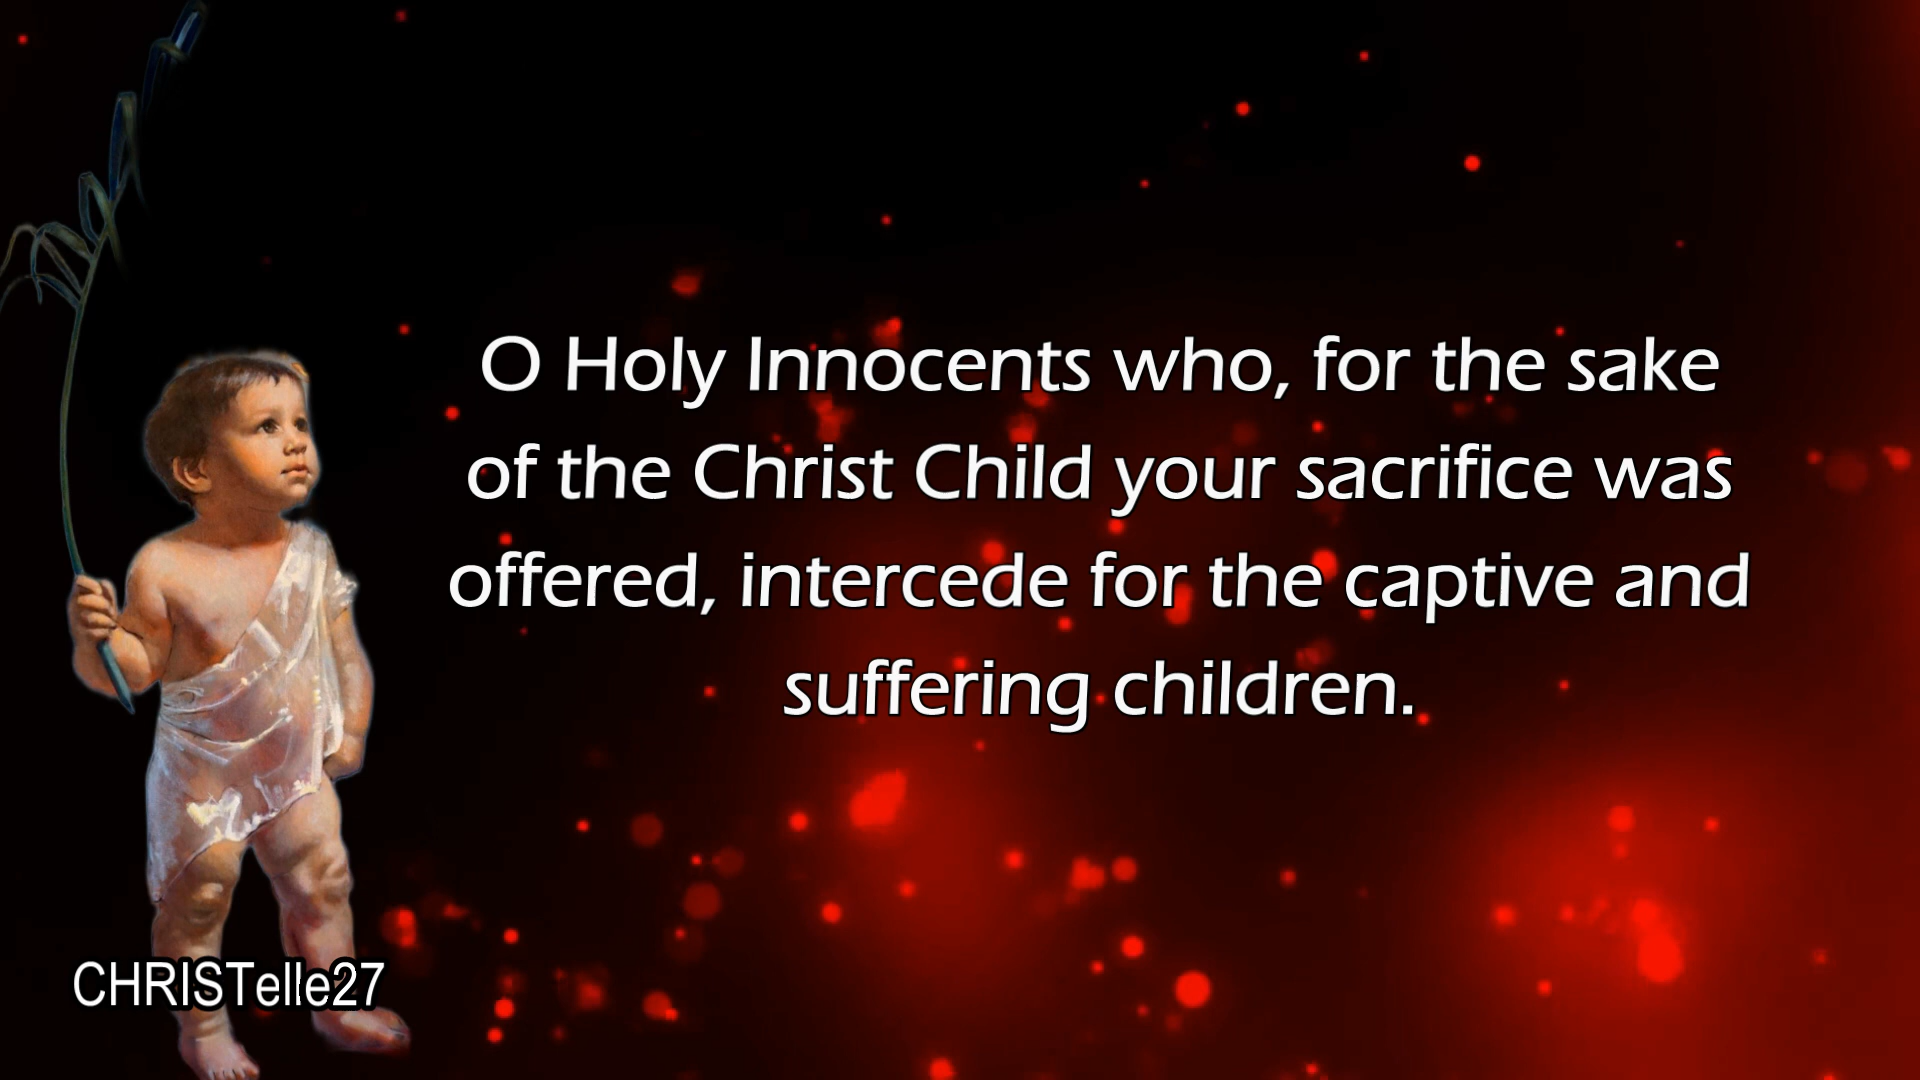 O Holy Innocents who, for the sake
of the Christ Child your sacrifice was
offered, intercede for the captive and
suffering children.
CHRISTelle27